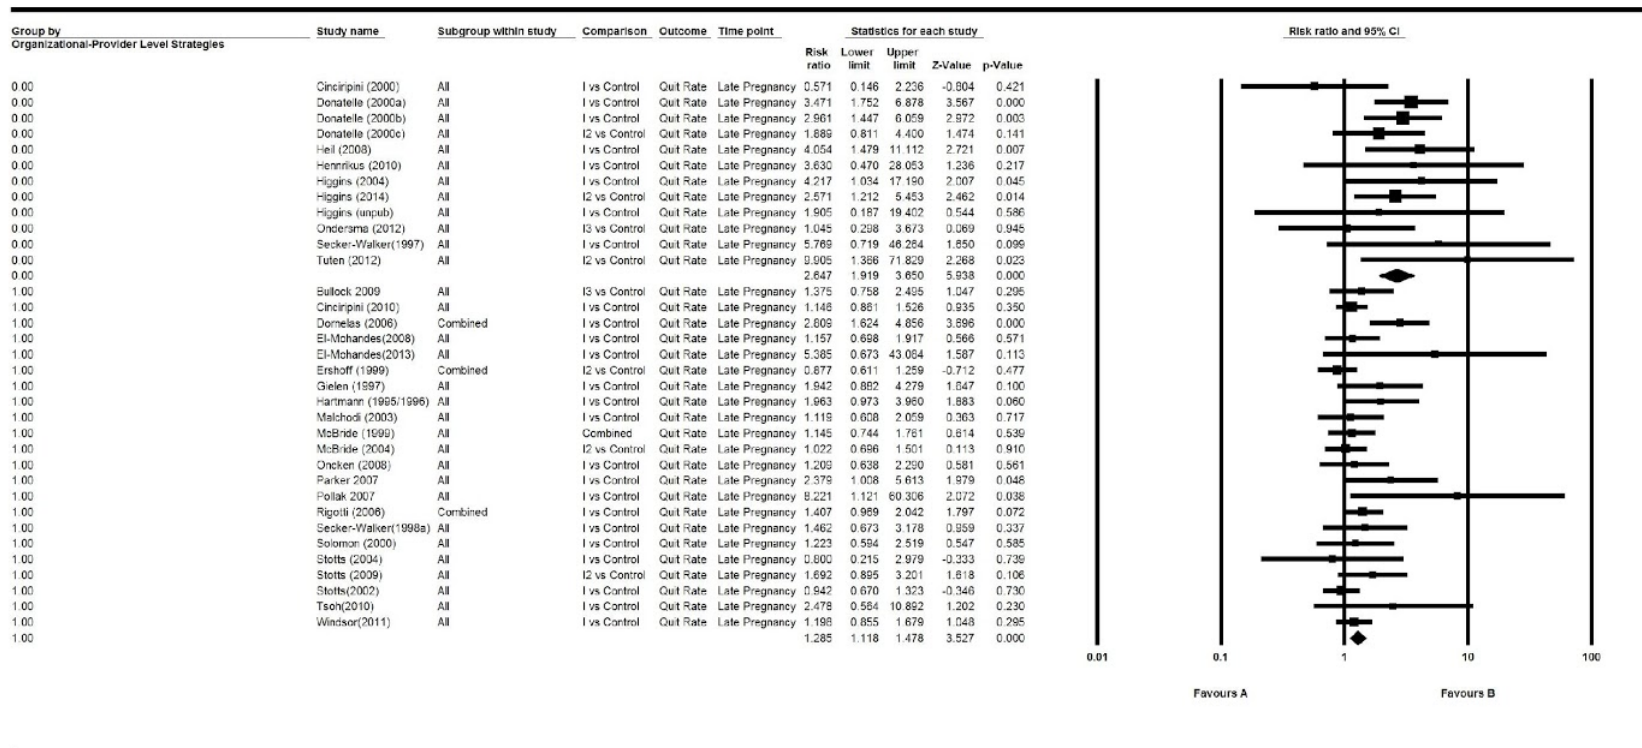 Group by Study name Subgroup within study Comparison Outcome Time point Statistics for each study Risk ratio and 95% CI
Organizational-Provider Level Strategies
Risk Lower Upper
ratio limit limit Z-Value p-Value
0.00 Cinciripini (2000) All I vs Control Quit Rate Late Pregnancy 0.571 0.146 2.236 -0.804 0.421
0.00 Donatelle (2000a) All I vs Control Quit Rate Late Pregnancy 3.471 1.752 6.878 3.567 0.000
0.00 Donatelle (2000b) All I vs Control Quit Rate Late Pregnancy 2.961 1.447 6.059 2.972 0.003
0.00 Donatelle (2000c) All I2 vs Control Quit Rate Late Pregnancy 1.889 0.811 4.400 1.474 0.141
0.00 Heil (2008) All I vs Control Quit Rate Late Pregnancy 4.054 1.479 11.112 2.721 0.007
0.00 Hennrikus (2010) All I vs Control Quit Rate Late Pregnancy 3.630 0.470 28.053 1.236 0.217
0.00 Higgins (2004) All I vs Control Quit Rate Late Pregnancy 4.217 1.034 17.190 2.007 0.045
0.00 Higgins (2014) All I2 vs Control Quit Rate Late Pregnancy 2.571 1.212 5.453 2.462 0.014
0.00 Higgins (unpub) All I vs Control Quit Rate Late Pregnancy 1.905 0.187 19.402 0.544 0.586
0.00 Ondersma (2012) All I3 vs Control Quit Rate Late Pregnancy 1.045 0.298 3.673 0.069 0.945
0.00 Secker-Walker(1997) All I vs Control Quit Rate Late Pregnancy 5.769 0.719 46.264 1.650 0.099
0.00 Tuten (2012) All I2 vs Control Quit Rate Late Pregnancy 9.905 1.366 71.829 2.268 0.023
0.00 2.647 1.919 3.650 5.938 0.000
1.00 Bullock 2009 All I3 vs Control Quit Rate Late Pregnancy 1.375 0.758 2.495 1.047 0.295
1.00 Cinciripini (2010) All I vs Control Quit Rate Late Pregnancy 1.146 0.861 1.526 0.935 0.350
1.00 Dornelas (2006) Combined I vs Control Quit Rate Late Pregnancy 2.809 1.624 4.856 3.696 0.000
1.00 El-Mohandes(2008) All I vs Control Quit Rate Late Pregnancy 1.157 0.698 1.917 0.566 0.571
1.00 El-Mohandes(2013) All I vs Control Quit Rate Late Pregnancy 5.385 0.673 43.064 1.587 0.113
1.00 Ershoff (1999) Combined I2 vs Control Quit Rate Late Pregnancy 0.877 0.611 1.259 -0.712 0.477
1.00 Gielen (1997) All I vs Control Quit Rate Late Pregnancy 1.942 0.882 4.279 1.647 0.100
1.00 Hartmann (1995/1996) All I vs Control Quit Rate Late Pregnancy 1.963 0.973 3.960 1.883 0.060
1.00 Malchodi (2003) All I vs Control Quit Rate Late Pregnancy 1.119 0.608 2.059 0.363 0.717
1.00 McBride (1999) All Combined Quit Rate Late Pregnancy 1.145 0.744 1.761 0.614 0.539
1.00 McBride (2004) All I2 vs Control Quit Rate Late Pregnancy 1.022 0.696 1.501 0.113 0.910
1.00 Oncken (2008) All I vs Control Quit Rate Late Pregnancy 1.209 0.638 2.290 0.581 0.561
1.00 Parker 2007 All I vs Control Quit Rate Late Pregnancy 2.379 1.008 5.613 1.979 0.048
1.00 Pollak 2007 All I vs Control Quit Rate Late Pregnancy 8.221 1.121 60.306 2.072 0.038
1.00 Rigotti (2006) Combined I vs Control Quit Rate Late Pregnancy 1.407 0.969 2.042 1.797 0.072
1.00 Secker-Walker(1998a) All I vs Control Quit Rate Late Pregnancy 1.462 0.673 3.178 0.959 0.337
1.00 Solomon (2000) All I vs Control Quit Rate Late Pregnancy 1.223 0.594 2.519 0.547 0.585
1.00 Stotts (2004) All I vs Control Quit Rate Late Pregnancy 0.800 0.215 2.979 -0.333 0.739
1.00 Stotts (2009) All I2 vs Control Quit Rate Late Pregnancy 1.692 0.895 3.201 1.618 0.106
1.00 Stotts(2002) All I vs Control Quit Rate Late Pregnancy 0.942 0.670 1.323 -0.346 0.730
1.00 Tsoh(2010) All I vs Control Quit Rate Late Pregnancy 2.478 0.564 10.892 1.202 0.230
1.00 Windsor(2011) All I vs Control Quit Rate Late Pregnancy 1.198 0.855 1.679 1.048 0.295
1.00 1.285 1.118 1.478 3.527 0.000
0.01 0.1 1 10 100
Favours A Favours B